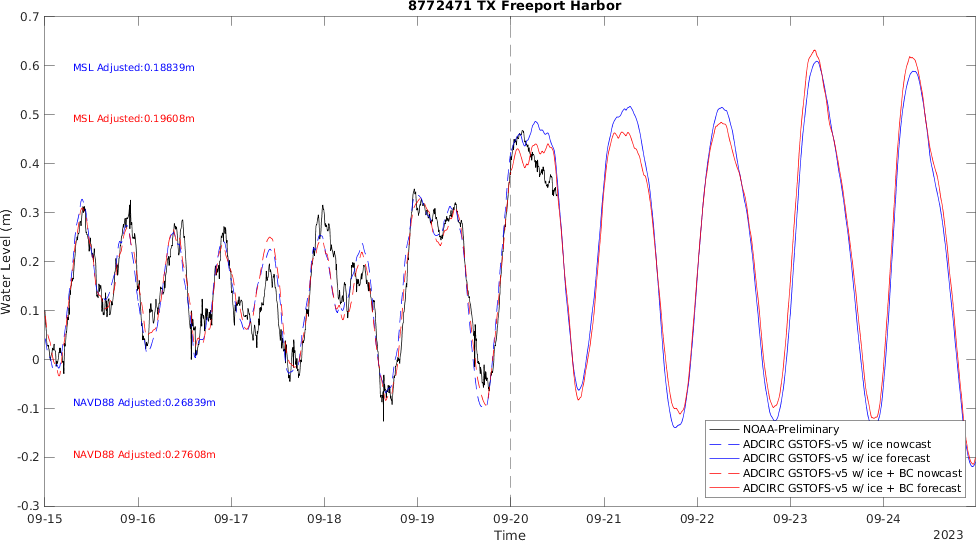 8772471 TX Freeport Harbor
0.7
0.6
0.5
0.4
0.3
0.2
0.1
0
-0.1
-0.2
-0.3
Water Level (m)
MSL Adjusted:0.18839m
MSL Adjusted:0.19608m
NAVD88 Adjusted:0.26839m
NAVD88 Adjusted:0.27608m
NOAA-Preliminary
ADCIRC GSTOFS-v5 w/ ice nowcast
ADCIRC GSTOFS-v5 w/ ice forecast
ADCIRC GSTOFS-v5 w/ ice + BC nowcast
ADCIRC GSTOFS-v5 w/ ice + BC forecast
09-15 09-16 09-17 09-18 09-19 09-20 09-21 09-22 09-23 09-24
Time
2023